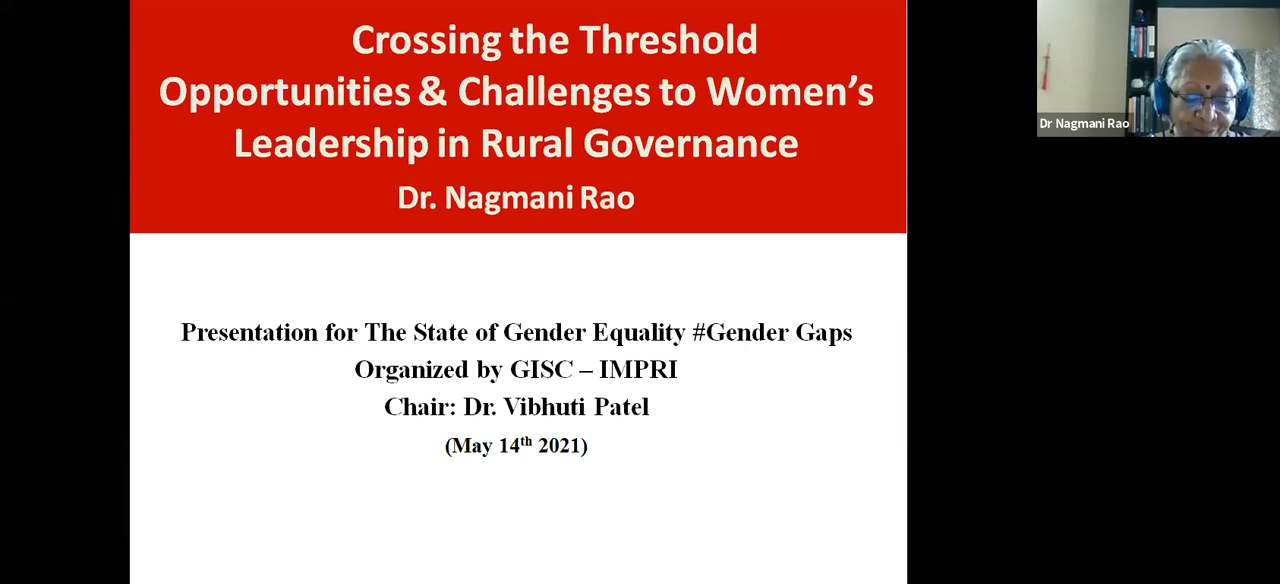 Crossing the Threshold
Opportunities & Challenges to Women's
Leadership in Rural Governance
Dr. Nagmani Rao
Presentation for The State of Gender Equality #Gender Gaps
Organized by GISC – IMPRI
Chair: Dr. Vibhuti Patel
(May 14th 2021)
Dr Nagmani Rao